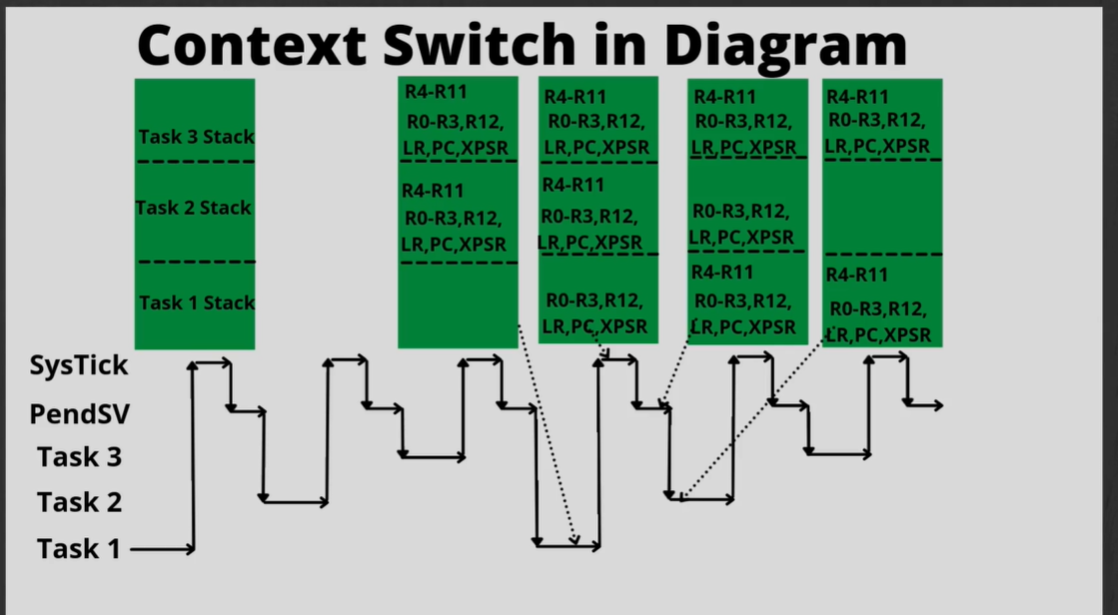 Context Switch in Diagram
Task 3 Stack
Task 2 Stack
Task 1 Stack
R4-R11
R0-R3,R12,
LR,PC,XPSR
R4-R11
R0-R3,R12,
LR,PC,XPSR
R4-R11
R0-R3,R12,
LR,PC,XPSR
R4-R11
R0-R3,R12,
LR,PC,XPSR
R0-R3,R12,
LR,PC,XPSR
R4-R11
R0-R3,R12,
LR,PC,XPSR
R0-R3,R12,
LR,PC,XPSR
R4-R11
R0-R3,R12,
LR,PC,XPSR
R4-R11
R0-R3,R12,
LR,PC,XPSR
R4-R11
R0-R3,R12,
LR,PC,XPSR
SysTick
PendSV
Task 3
Task 2
Task 1